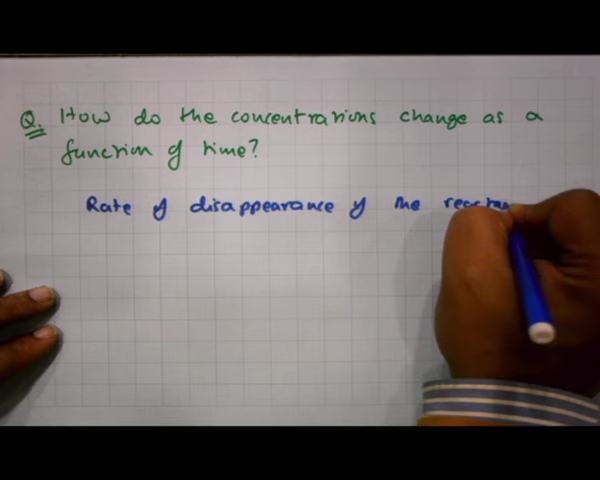 Q. How do the concentrations change as a
function of time?
Rate of disappearance of the